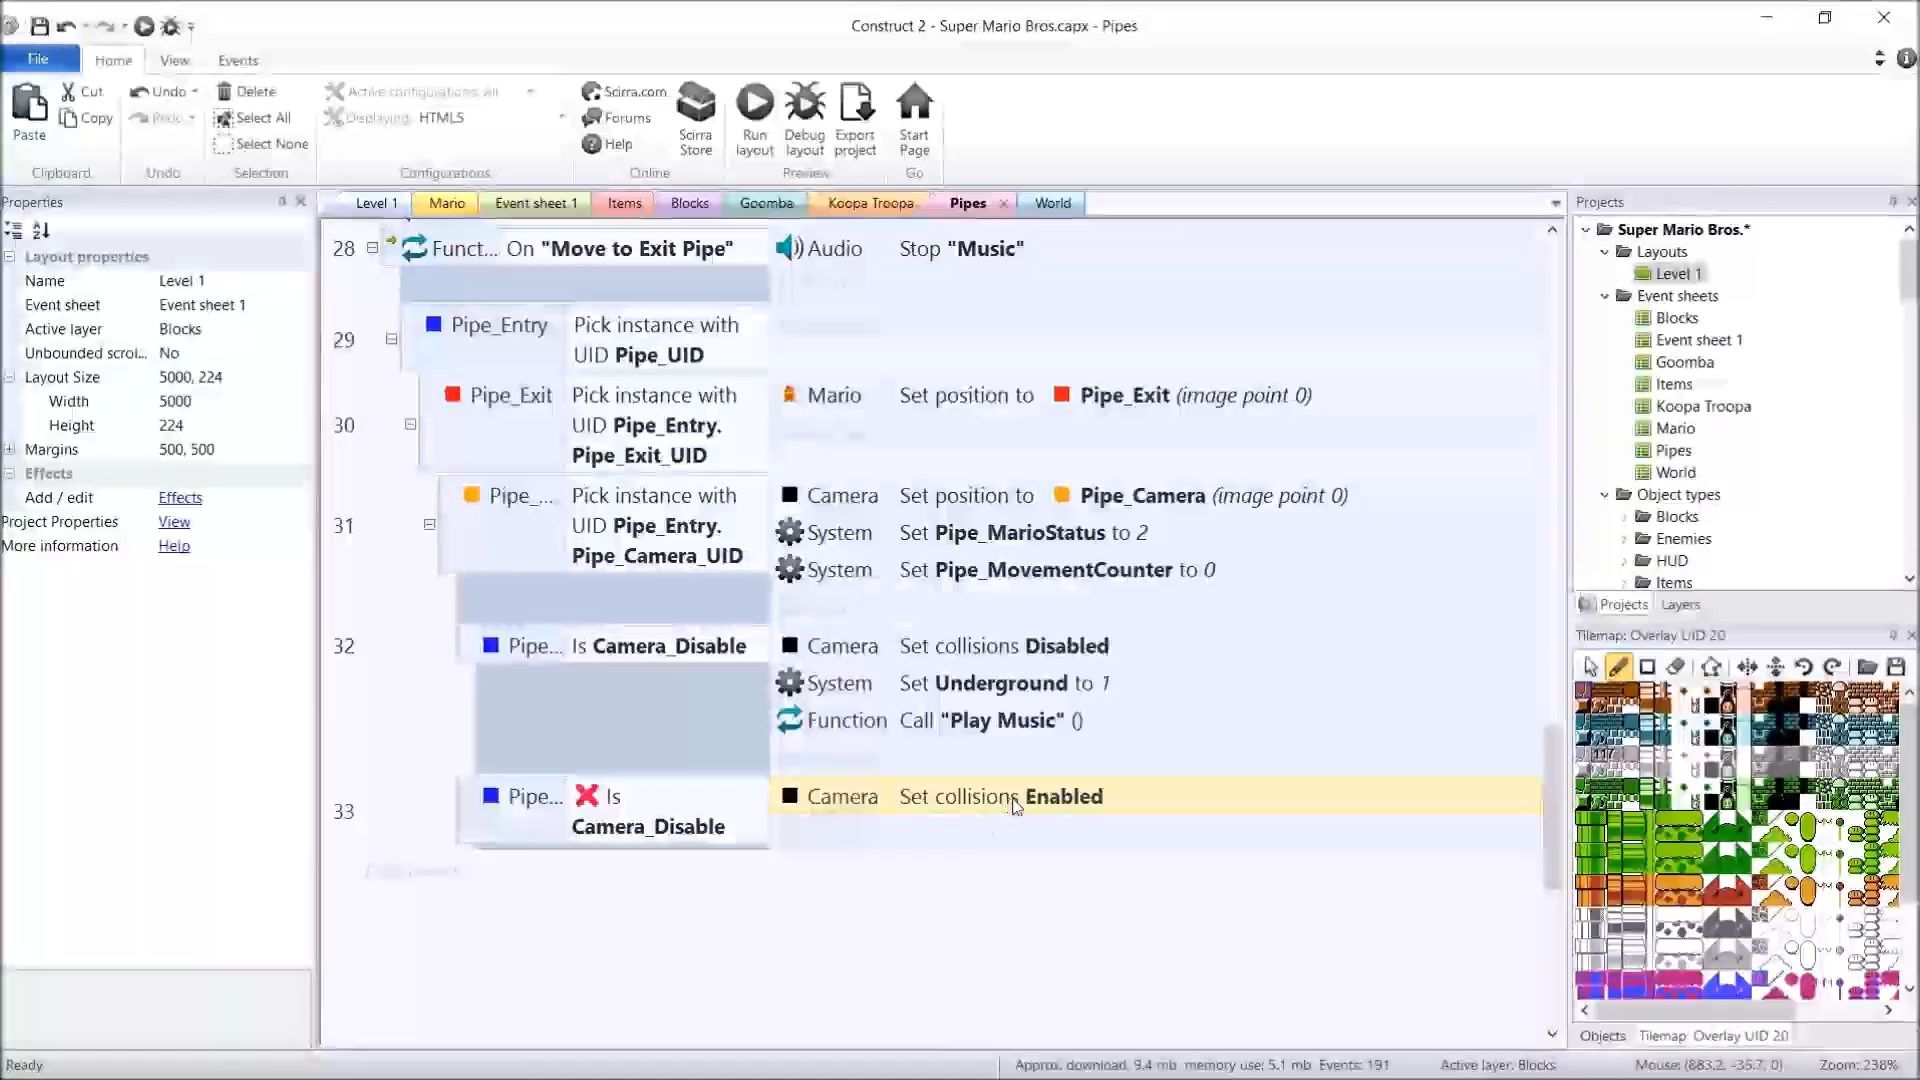 Construct 2 - Super Mario Bros.capx - Pipes
File Home View Events
Paste Cut Copy
Undo
Delete
Select All
Select None
Active configurations: All
Displaying: HTML5
Scirra.com
Forums
Help
Scirra Store
Run layout
Debug layout
Export project
Start Page
Clipboard Undo Selection Configurations Online Preview Go
Properties
Layout properties
Name Level 1
Event sheet Event sheet 1
Active layer Blocks
Unbounded scrol... No
Layout Size 5000, 224
Width 5000
Height 224
Margins 500, 500
Effects
Add / edit Effects
Project Properties View
More information Help
Level 1 Mario Event sheet 1 Items Blocks Goomba Koopa Troopa Pipes World
28 Funct... On "Move to Exit Pipe" Audio Stop "Music"
29 Pipe_Entry Pick instance with
UID Pipe_UID
30 Pipe_Exit Pick instance with
UID Pipe_Entry.
Pipe_Exit_UID
Mario Set position to Pipe_Exit (image point 0)
31 Pipe_... Pick instance with
UID Pipe_Entry.
Pipe_Camera_UID
Camera Set position to Pipe_Camera (image point 0)
System Set Pipe_MarioStatus to 2
System Set Pipe_MovementCounter to 0
32 Pipe... Is Camera_Disable Camera Set collisions Disabled
System Set Underground to 1
Function Call "Play Music" ()
33 Pipe... Is
Camera_Disable
Camera Set collisions Enabled
Projects
Super Mario Bros.*
Layouts
Level 1
Event sheets
Blocks
Event sheet 1
Goomba
Items
Koopa Troopa
Mario
Pipes
World
Object types
Blocks
Enemies
HUD
Items
Projects Layers
Tilemap: Overlay UID 20
Objects Tilemap: Overlay UID 20
Ready
Approx. download: 9.4 mb memory use: 5.1 mb Events: 191
Active layer: Blocks
Mouse: (883.2, -35.7, 0)
Zoom: 238%